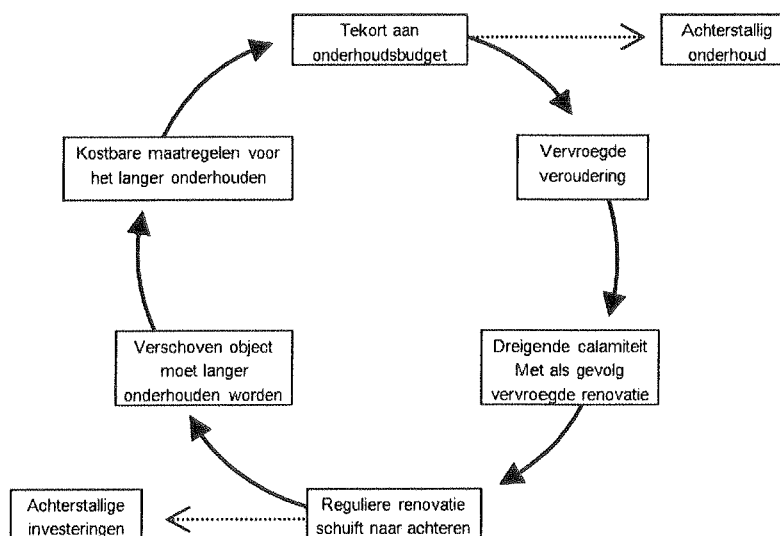 Tekort aan
onderhoudsbudget
Achterstallig
onderhoud
Vervroegde
veroudering
Dreigende calamiteit
Met als gevolg
vervroegde renovatie
Reguliere renovatie
schuift naar achteren
Achterstallige
investeringen
Verschoven object
moet langer
onderhouden worden
Kostbare maatregelen voor
het langer onderhouden